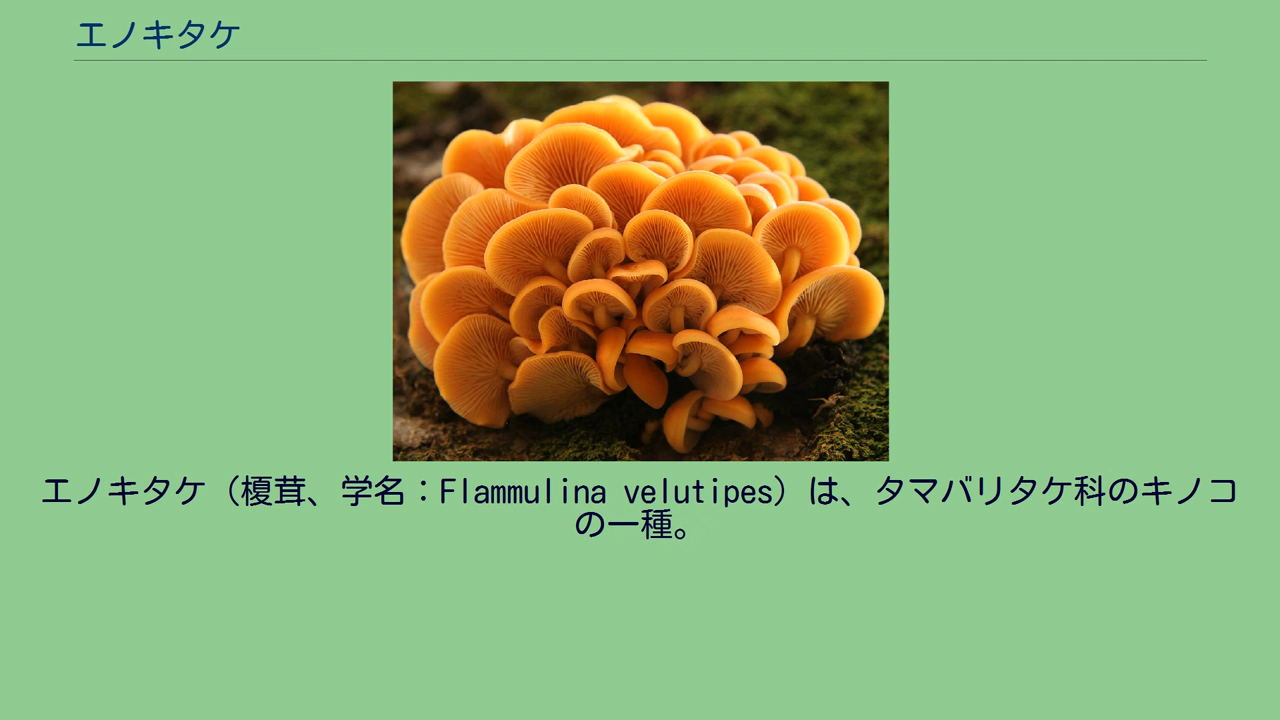 エノキタケ
エノキタケ（榎茸、学名：Flammulina velutipes）は、タマバリタケ科のキノコ
の一種。